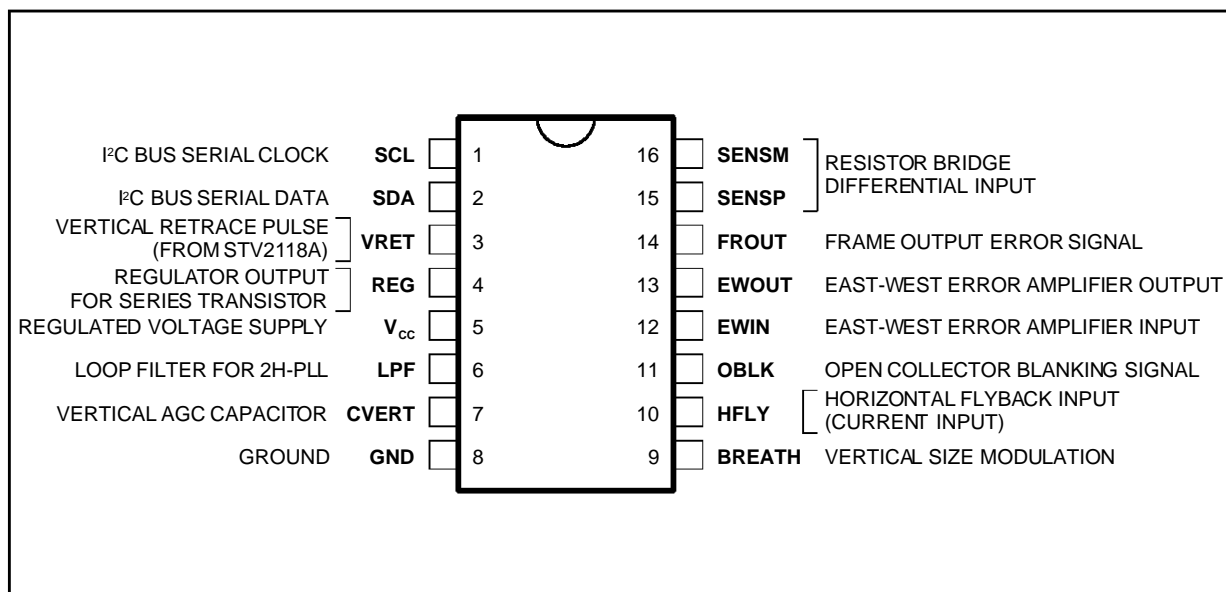 I²C BUS SERIAL CLOCK SCL 1
I²C BUS SERIAL DATA SDA 2
VERTICAL RETRACE PULSE
(FROM STV2118A) VRET 3
REGULATOR OUTPUT
FOR SERIES TRANSISTOR REG 4
REGULATED VOLTAGE SUPPLY Vcc 5
LOOP FILTER FOR 2H-PLL LPF 6
VERTICAL AGC CAPACITOR CVERT 7
GROUND GND 8
16 SENSM
15 SENSP
RESISTOR BRIDGE
DIFFERENTIAL INPUT
14 FROUT FRAME OUTPUT ERROR SIGNAL
13 EWOUT EAST-WEST ERROR AMPLIFIER OUTPUT
12 EWIN EAST-WEST ERROR AMPLIFIER INPUT
11 OBLK OPEN COLLECTOR BLANKING SIGNAL
10 HFLY HORIZONTAL FLYBACK INPUT
(CURRENT INPUT)
9 BREATH VERTICAL SIZE MODULATION